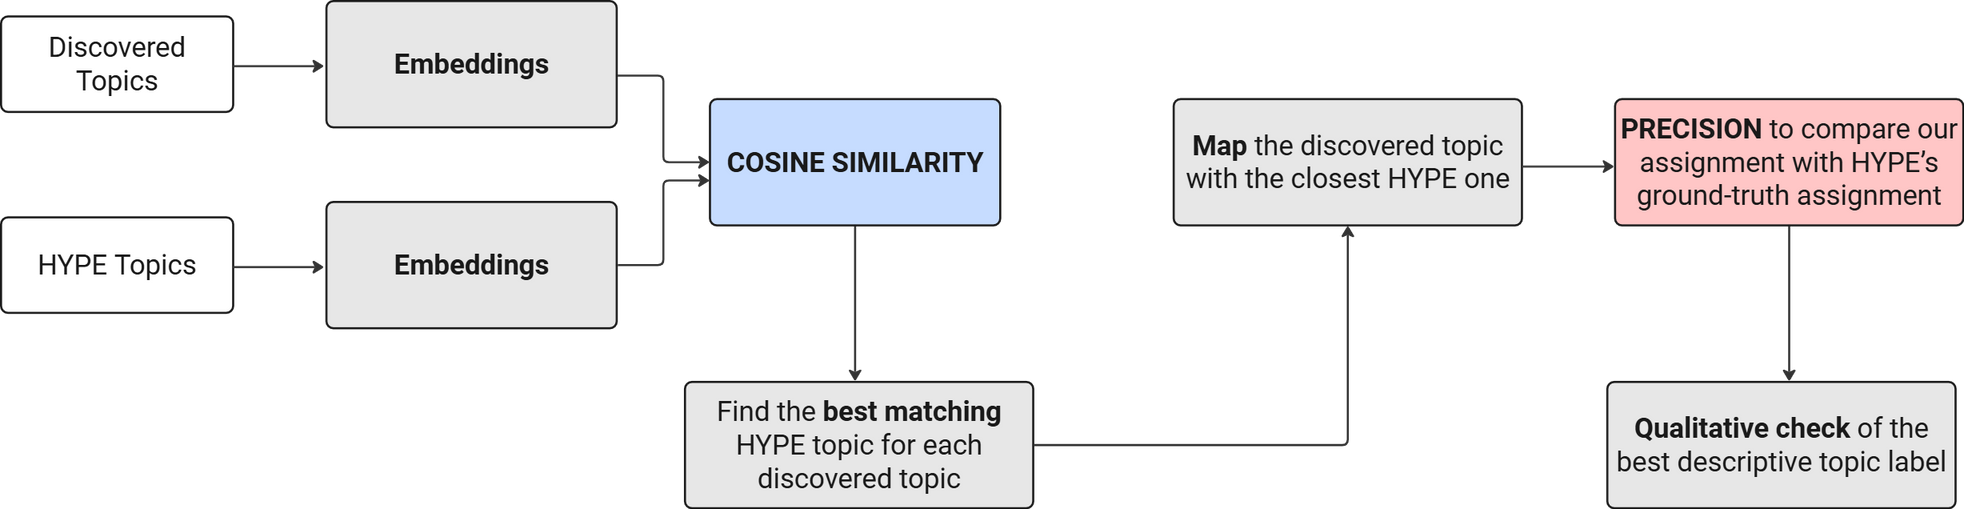 Discovered
Topics
Embeddings
HYPE Topics
Embeddings
COSINE SIMILARITY
Find the best matching
HYPE topic for each
discovered topic
Map the discovered topic
with the closest HYPE one
PRECISION to compare our
assignment with HYPE’s
ground-truth assignment
Qualitative check of the
best descriptive topic label